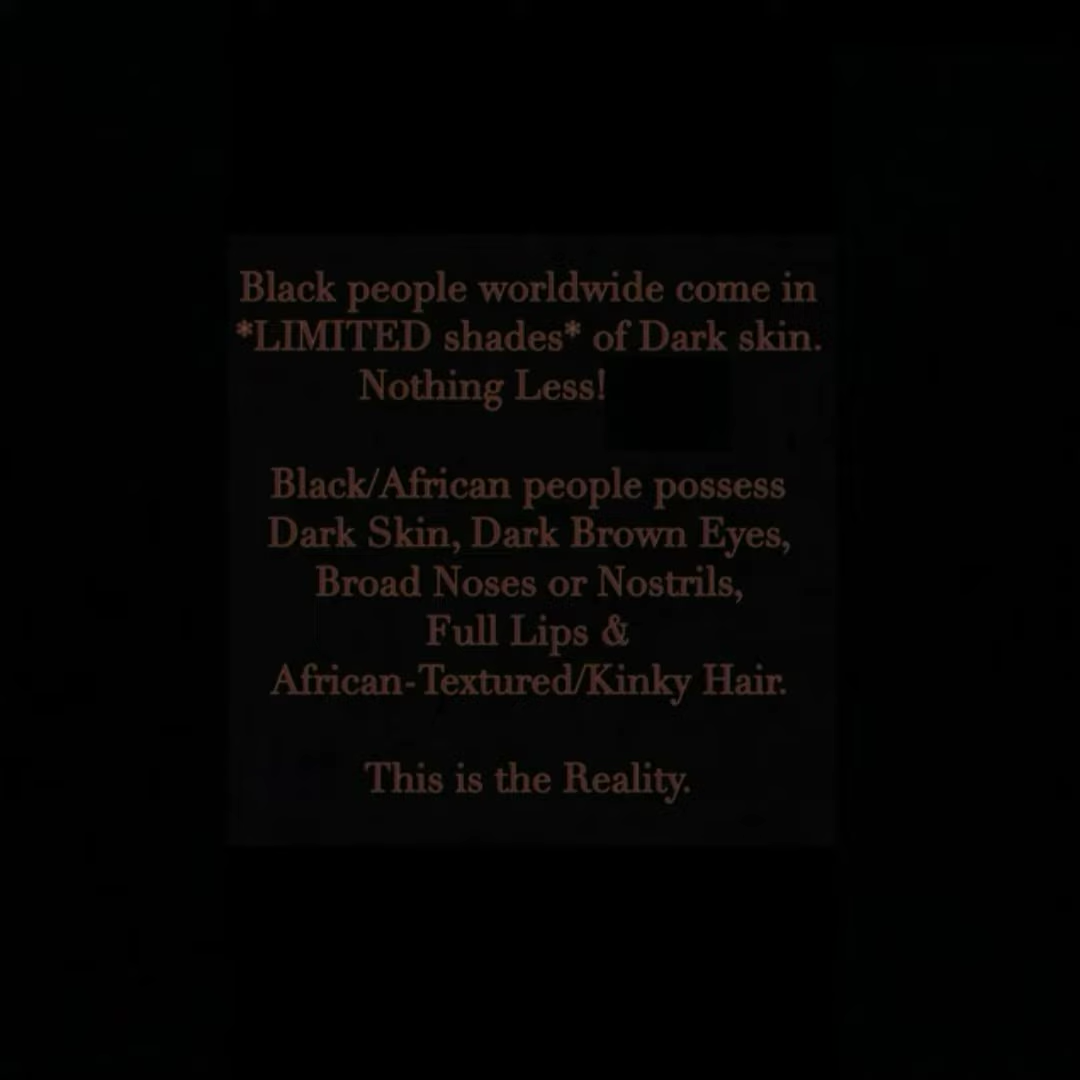 Black people worldwide come in
*LIMITED shades* of Dark skin.
Nothing Less!
Black/African people possess
Dark Skin, Dark Brown Eyes,
Broad Noses or Nostrils,
Full Lips &
African-Textured/Kinky Hair.
This is the Reality.